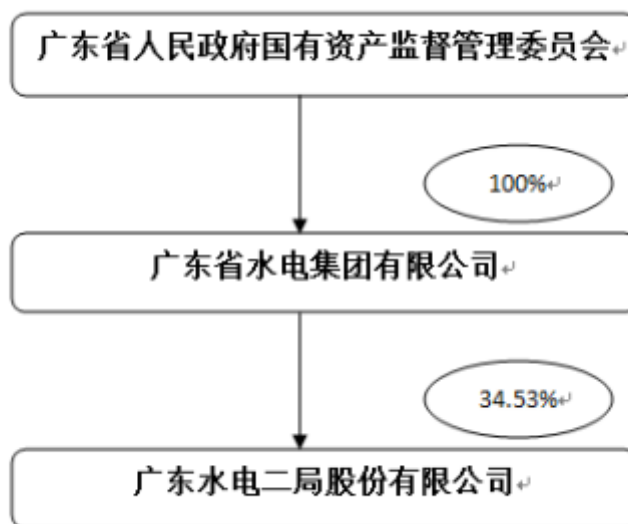 广东省人民政府国有资产监督管理委员会
100%
广东省水电集团有限公司
34.53%
广东水电二局股份有限公司